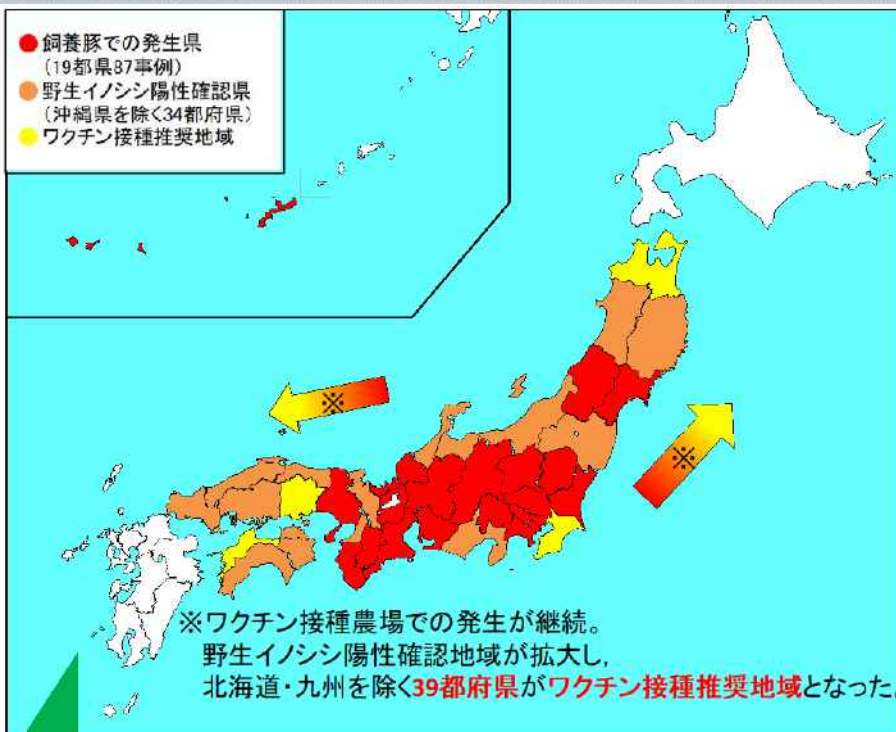 飼養豚での発生県
(19都県87事例)
野生イノシシ陽性確認県
(沖縄県を除く34都府県)
ワクチン接種推奨地域
※
※
※ワクチン接種農場での発生が継続。
野生イノシシ陽性確認地域が拡大し,
北海道・九州を除く39都府県がワクチン接種推奨地域となった。